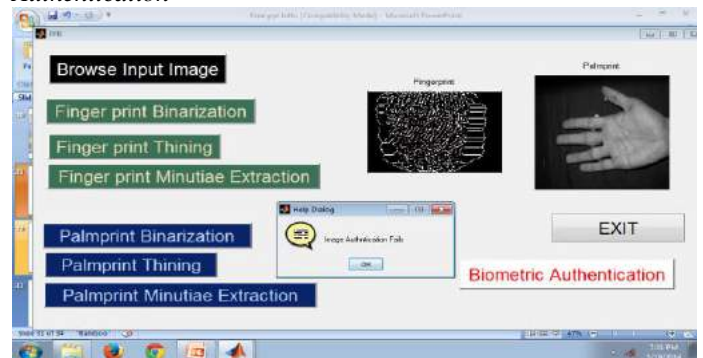 Authentication
Browse Input Image
Finger print Binarization
Finger print Thining
Finger print Minutiae Extraction
Fingerprint
Palmprint
Help Dialog
Image Authentication Fails
OK
EXIT
Biometric Authentication
Palmprint Binarization
Palmprint Thining
Palmprint Minutiae Extraction
47%